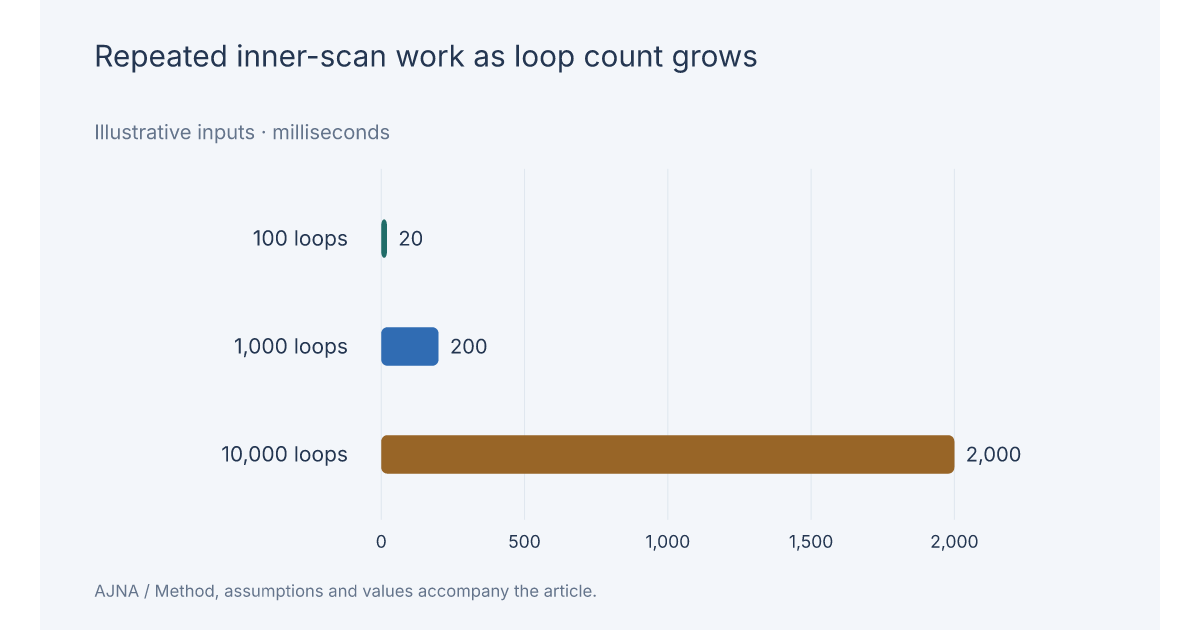 Repeated inner-scan work as loop count grows
Illustrative inputs · milliseconds
100 loops 20
1,000 loops 200
10,000 loops 2,000
0 500 1,000 1,500 2,000
AJNA / Method, assumptions and values accompany the article.